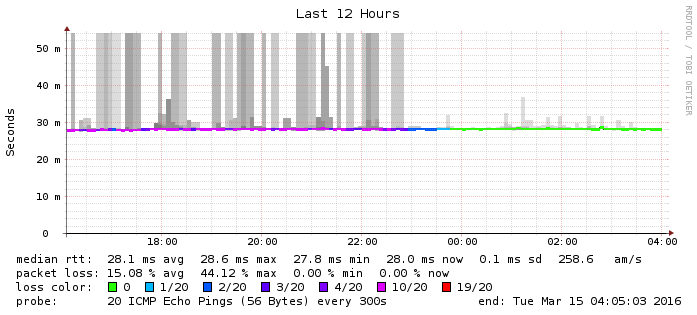 Last 12 Hours
RRDTOOL / TOBI OETIKER
Seconds
50 m
40 m
30 m
20 m
10 m
0
18:00 20:00 22:00 00:00 02:00 04:00
median rtt: 28.1 ms avg 28.6 ms max 27.8 ms min 28.0 ms now 0.1 ms sd 258.6 am/s
packet loss: 15.08 % avg 44.12 % max 0.00 % min 0.00 % now
loss color: 0 1/20 2/20 3/20 4/20 10/20 19/20
probe: 20 ICMP Echo Pings (56 Bytes) every 300s end: Tue Mar 15 04:05:03 2016